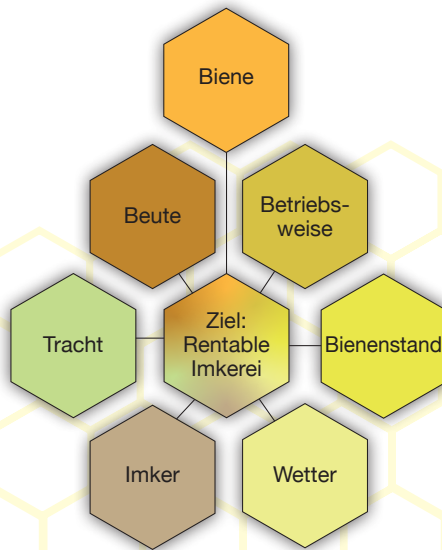 Biene
Beute
Betriebs-
weise
Tracht
Ziel:
Rentable
Imkerei
Bienenstand
Imker
Wetter